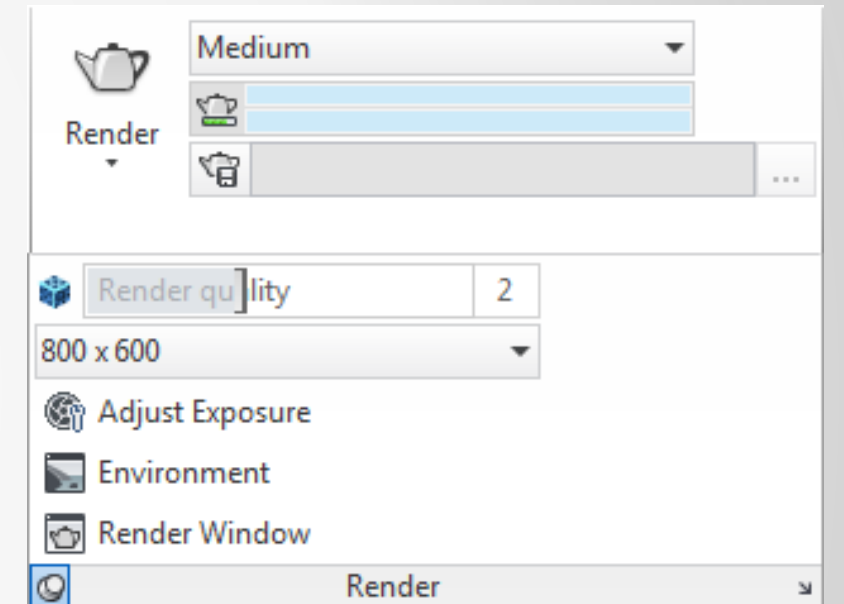 Medium
Render
...
Render quality 2
800 x 600
Adjust Exposure
Environment
Render Window
Render